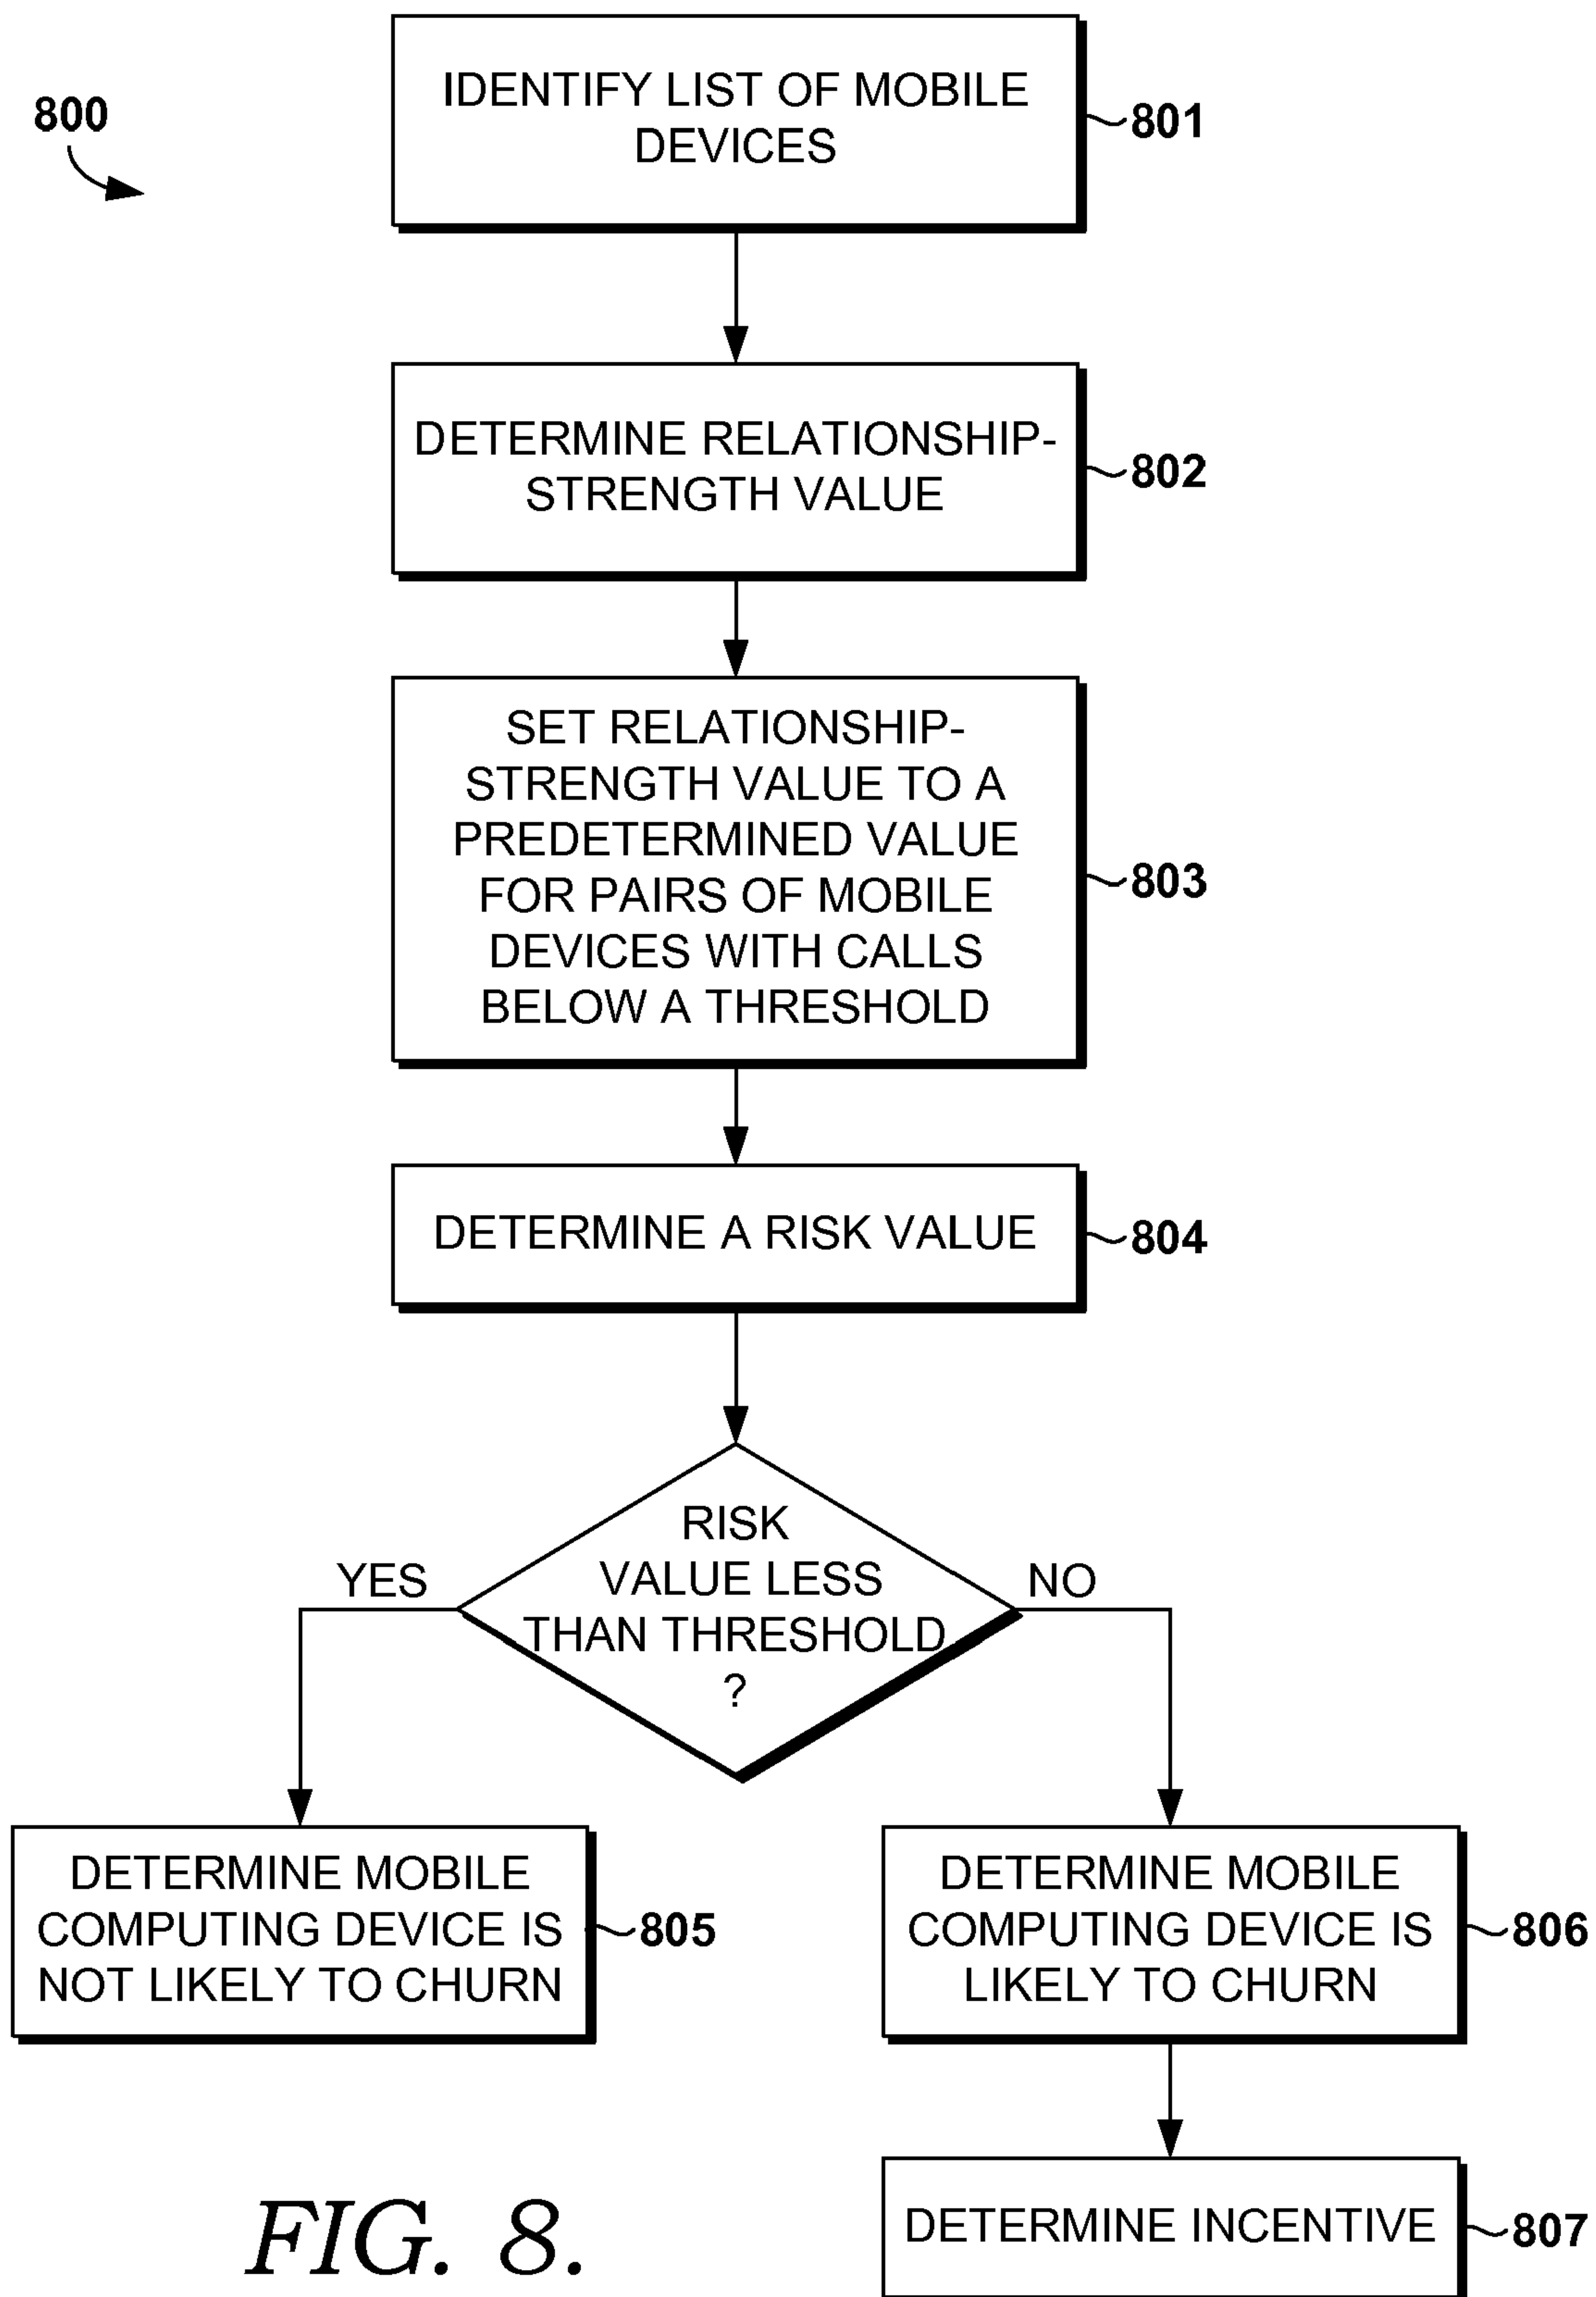 800
IDENTIFY LIST OF MOBILE
DEVICES
801
DETERMINE RELATIONSHIP-
STRENGTH VALUE
802
SET RELATIONSHIP-
STRENGTH VALUE TO A
PREDETERMINED VALUE
FOR PAIRS OF MOBILE
DEVICES WITH CALLS
BELOW A THRESHOLD
803
DETERMINE A RISK VALUE
804
RISK
VALUE LESS
THAN THRESHOLD
?
YES
NO
DETERMINE MOBILE
COMPUTING DEVICE IS
NOT LIKELY TO CHURN
805
DETERMINE MOBILE
COMPUTING DEVICE IS
LIKELY TO CHURN
806
DETERMINE INCENTIVE
807
FIG. 8.